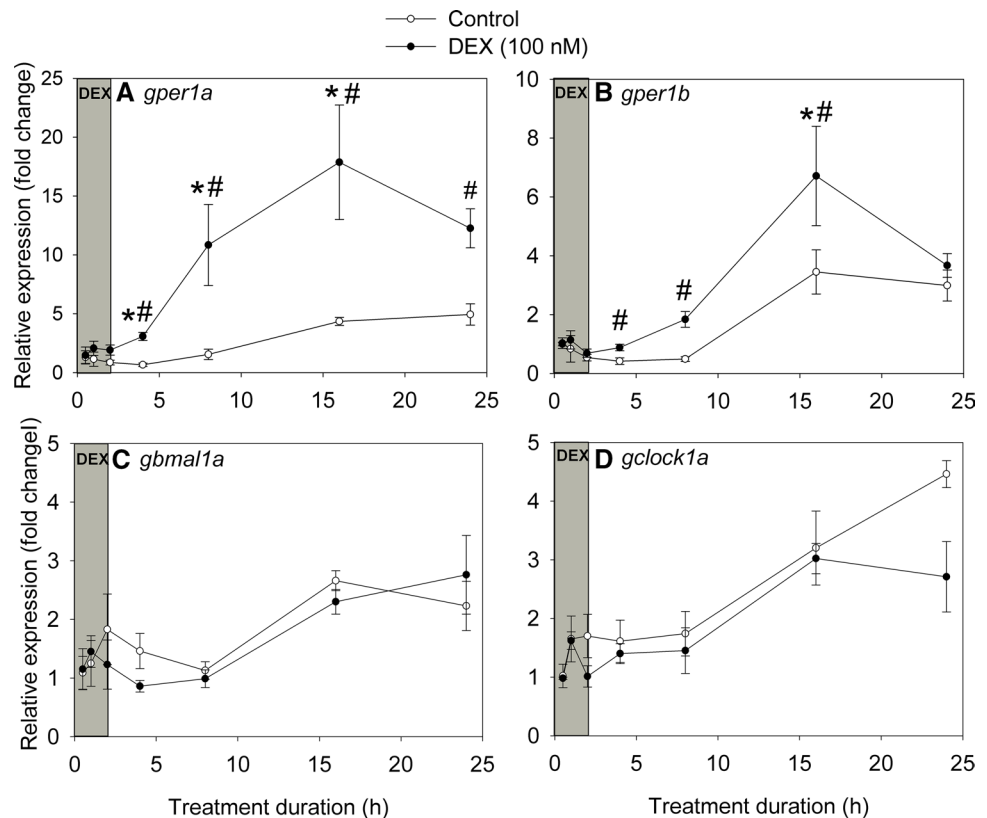 Control
DEX (100 nM)
Relative expression (fold change)
25
20
15
10
5
0
DEX
A gper1a
*#
*#
*#
#
0 5 10 15 20 25
10
8
6
4
2
0
DEX
B gper1b
#
#
*#
0 5 10 15 20 25
Relative expression (fold changel)
5
4
3
2
1
0
DEX
C gbmal1a
0 5 10 15 20 25
Treatment duration (h)
5
4
3
2
1
0
DEX
D gclock1a
0 5 10 15 20 25
Treatment duration (h)